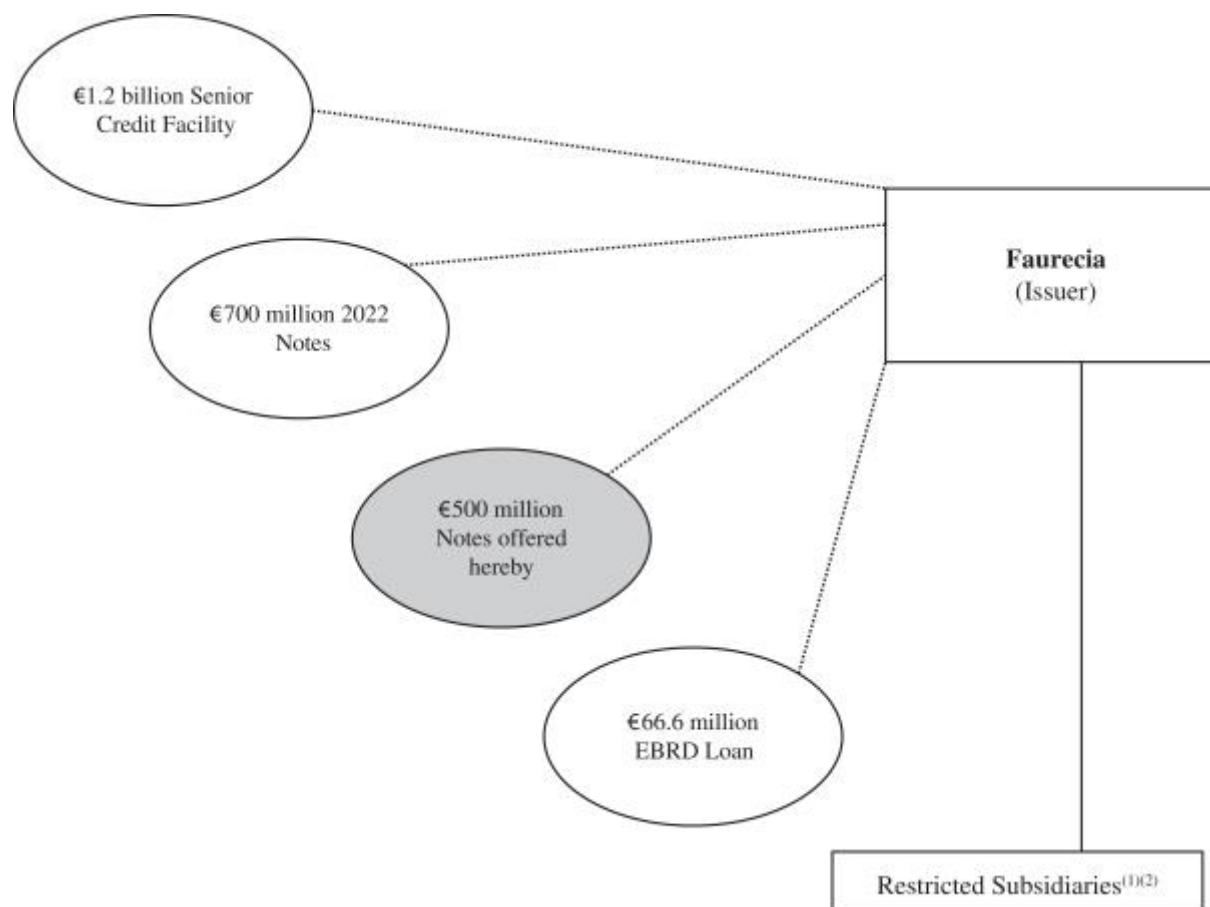 €1.2 billion Senior
Credit Facility
Faurecia
(Issuer)
€700 million 2022
Notes
€500 million
Notes offered
hereby
€66.6 million
EBRD Loan
Restricted Subsidiaries(1)(2)